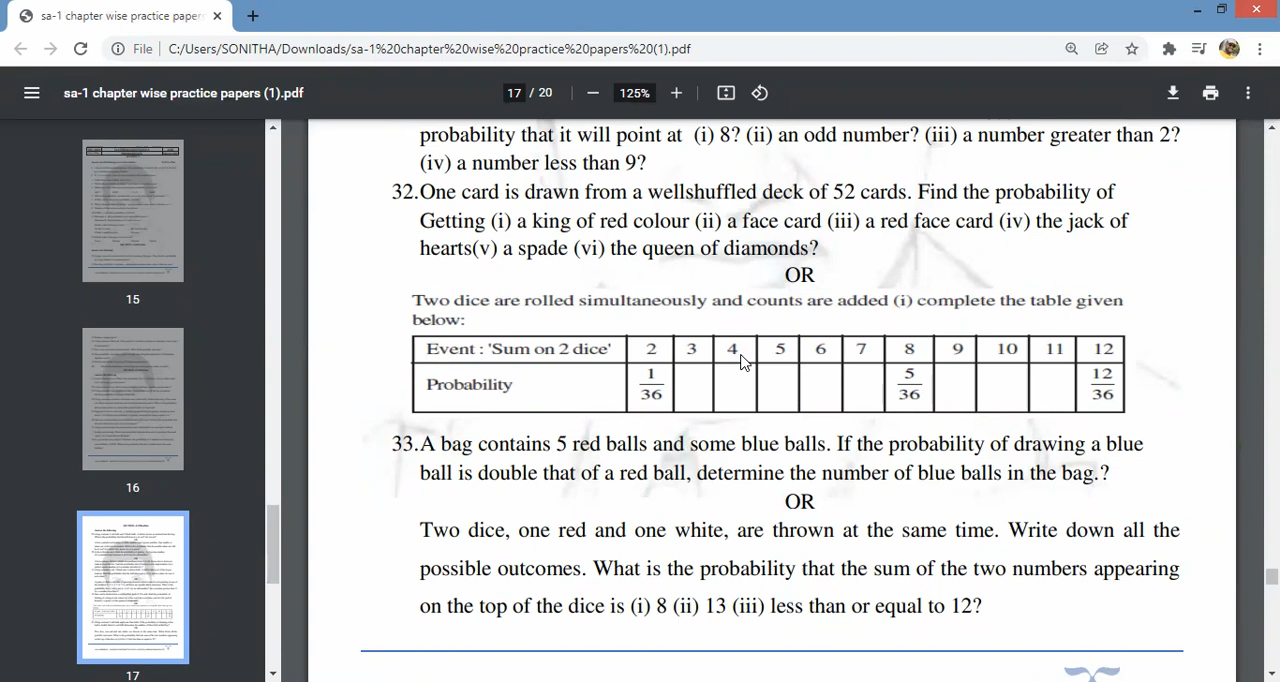 sa-1 chapter wise practice paper
File C:/Users/SONITHA/Downloads/sa-1%20chapter%20wise%20practice%20papers%20(1).pdf
sa-1 chapter wise practice papers (1).pdf 17 / 20 125%
15
16
17
probability that it will point at (i) 8? (ii) an odd number? (iii) a number greater than 2?
(iv) a number less than 9?
32.One card is drawn from a wellshuffled deck of 52 cards. Find the probability of
Getting (i) a king of red colour (ii) a face card (iii) a red face card (iv) the jack of
hearts(v) a spade (vi) the queen of diamonds?
OR
Two dice are rolled simultaneously and counts are added (i) complete the table given
below:
Event : 'Sum on 2 dice' 2 3 4 5 6 7 8 9 10 11 12
Probability 1/36 5/36 12/36
33.A bag contains 5 red balls and some blue balls. If the probability of drawing a blue
ball is double that of a red ball, determine the number of blue balls in the bag.?
OR
Two dice, one red and one white, are thrown at the same time. Write down all the
possible outcomes. What is the probability that the sum of the two numbers appearing
on the top of the dice is (i) 8 (ii) 13 (iii) less than or equal to 12?